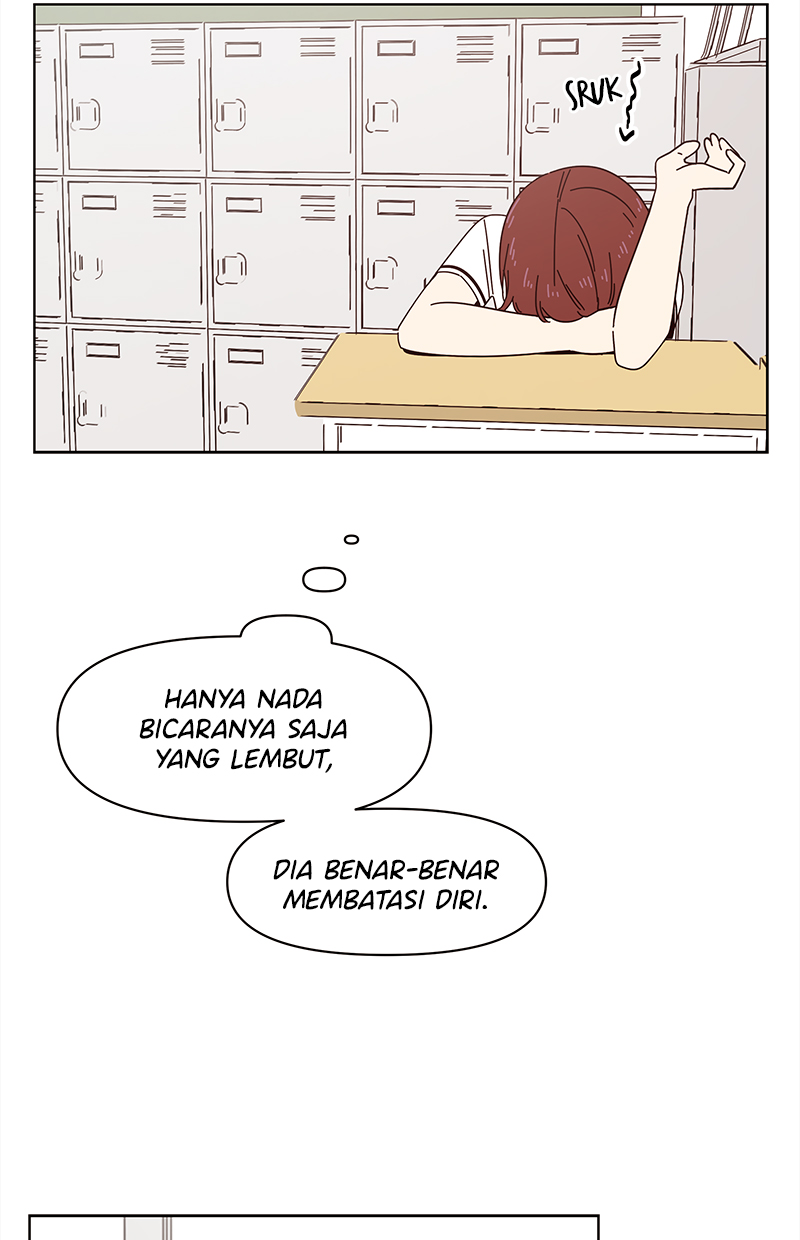 SRUK
HANYA NADA
BICARANYA SAJA
YANG LEMBUT,
DIA BENAR-BENAR
MEMBATASI DIRI.